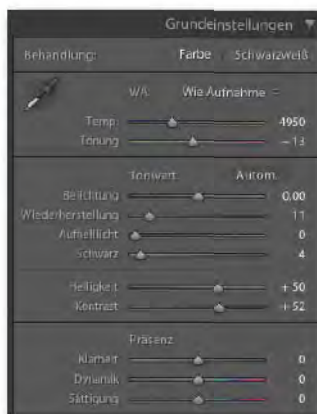 Grundeinstellungen
Behandlung: Farbe Schwarzweiß
WA: Wie Aufnahme
Temp. 4950
Tonung − 13
Tonwert Autom.
Belichtung 0,00
Wiederherstellung 11
Aufhelllicht 0
Schwarz 4
Helligkeit + 50
Kontrast + 52
Präsenz
Klarheit 0
Dynamik 0
Sättigung 0